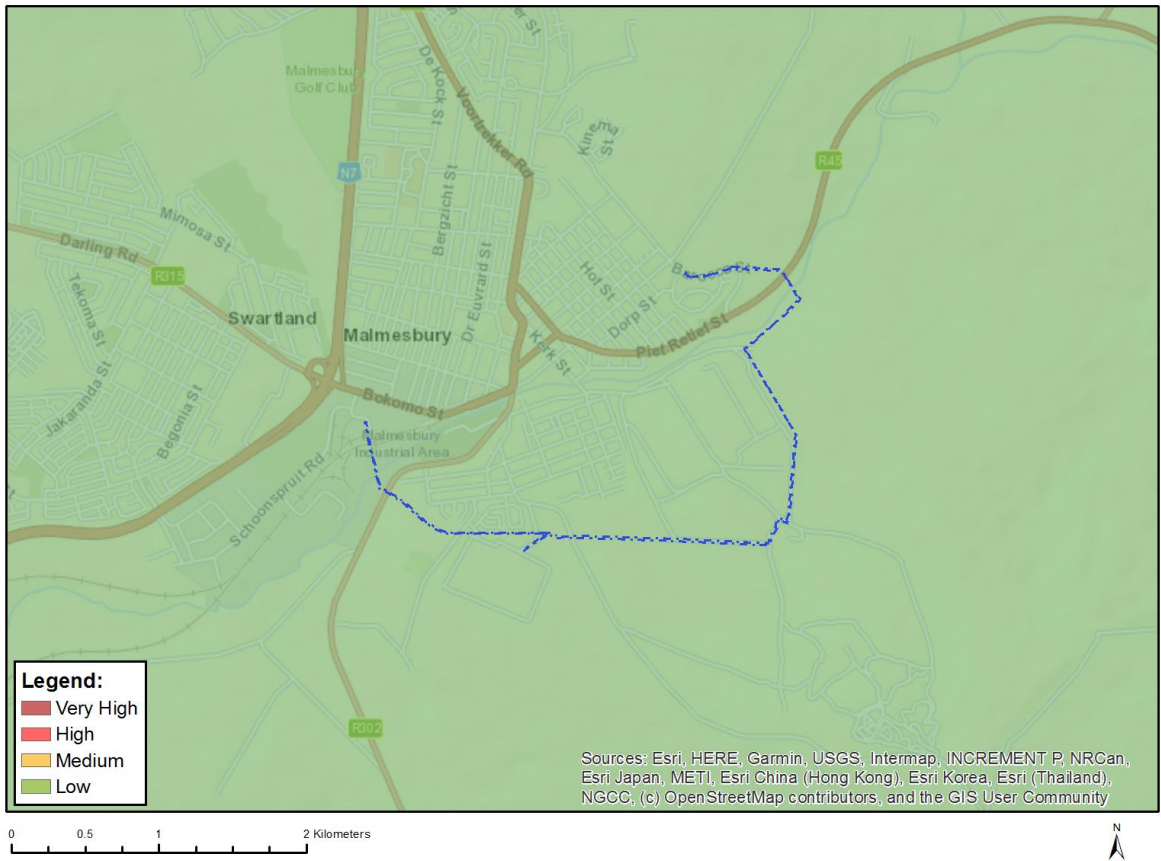 er St
De Kock St
Malmesbury
Golf Club
Voortrekker Rd
Kinema
St
N7
R45
Bergzicht St
Mimosa St
Darling Rd
R315
Hof St
Dorp St
Tekoma St
Dr Euvrard St
Swartland
Malmesbury
Kerk St
Piet Retief St
Jakaranda St
Begonia St
Bokomo St
Malmesbury
Industrial Area
Schoonspruit Rd
St
R302
Legend:
Very High
High
Medium
Low
Sources: Esri, HERE, Garmin, USGS, Intermap, INCREMENT P, NRCan,
Esri Japan, METI, Esri China (Hong Kong), Esri Korea, Esri (Thailand),
NGCC, (c) OpenStreetMap contributors, and the GIS User Community
0 0.5 1 2 Kilometers
N